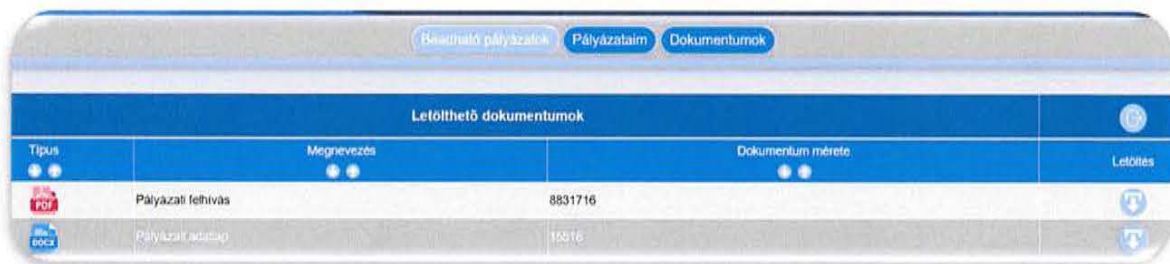 Beadható pályázatok Pályázataim Dokumentumok
Letölthető dokumentumok
Típus Megnevezés Dokumentum mérete Letöltés
PDF Pályázati felhívás 8831716
DOCX Pályázati adatlap 15516